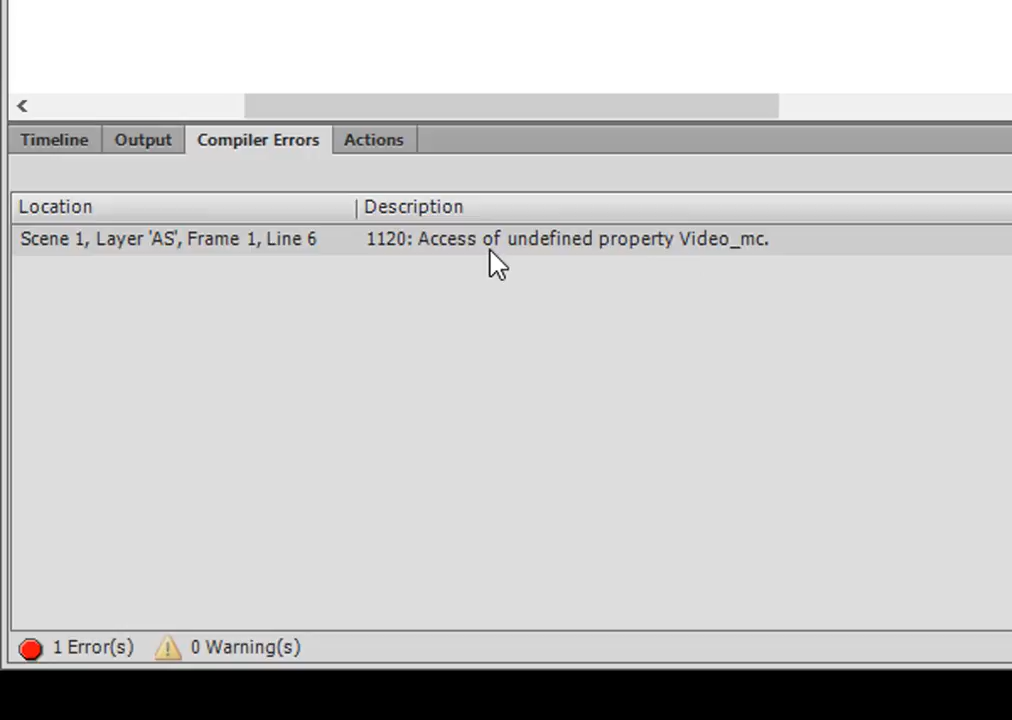 Timeline Output Compiler Errors Actions
Location Description
Scene 1, Layer 'AS', Frame 1, Line 6 1120: Access of undefined property Video_mc.
1 Error(s) 0 Warning(s)